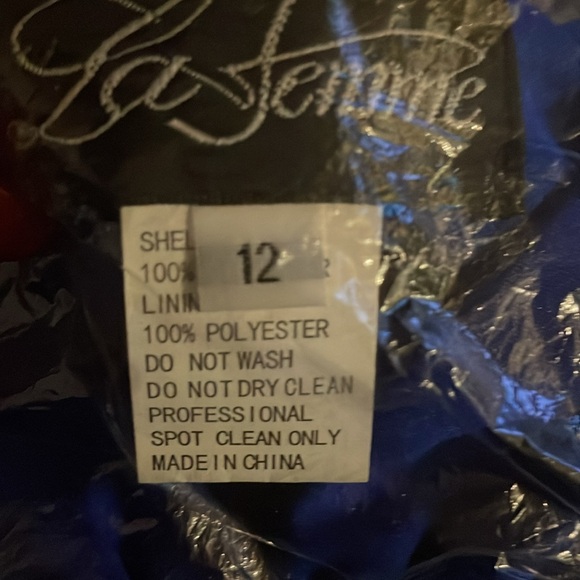 La Femme
SHEL
100%
12
LININ
100% POLYESTER
DO NOT WASH
DO NOT DRY CLEAN
PROFESSIONAL
SPOT CLEAN ONLY
MADE IN CHINA